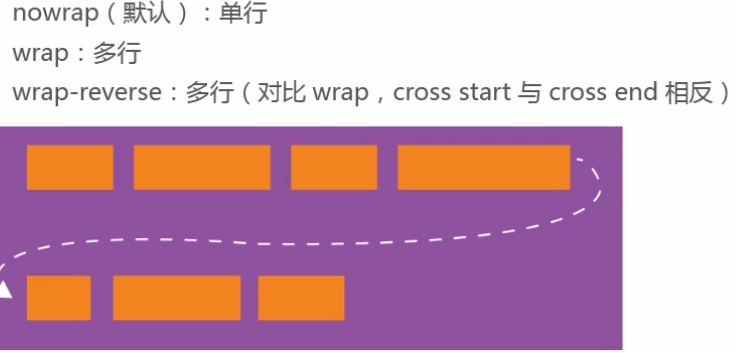 nowrap（默认）：单行
wrap：多行
wrap-reverse：多行（对比 wrap，cross start 与 cross end 相反）